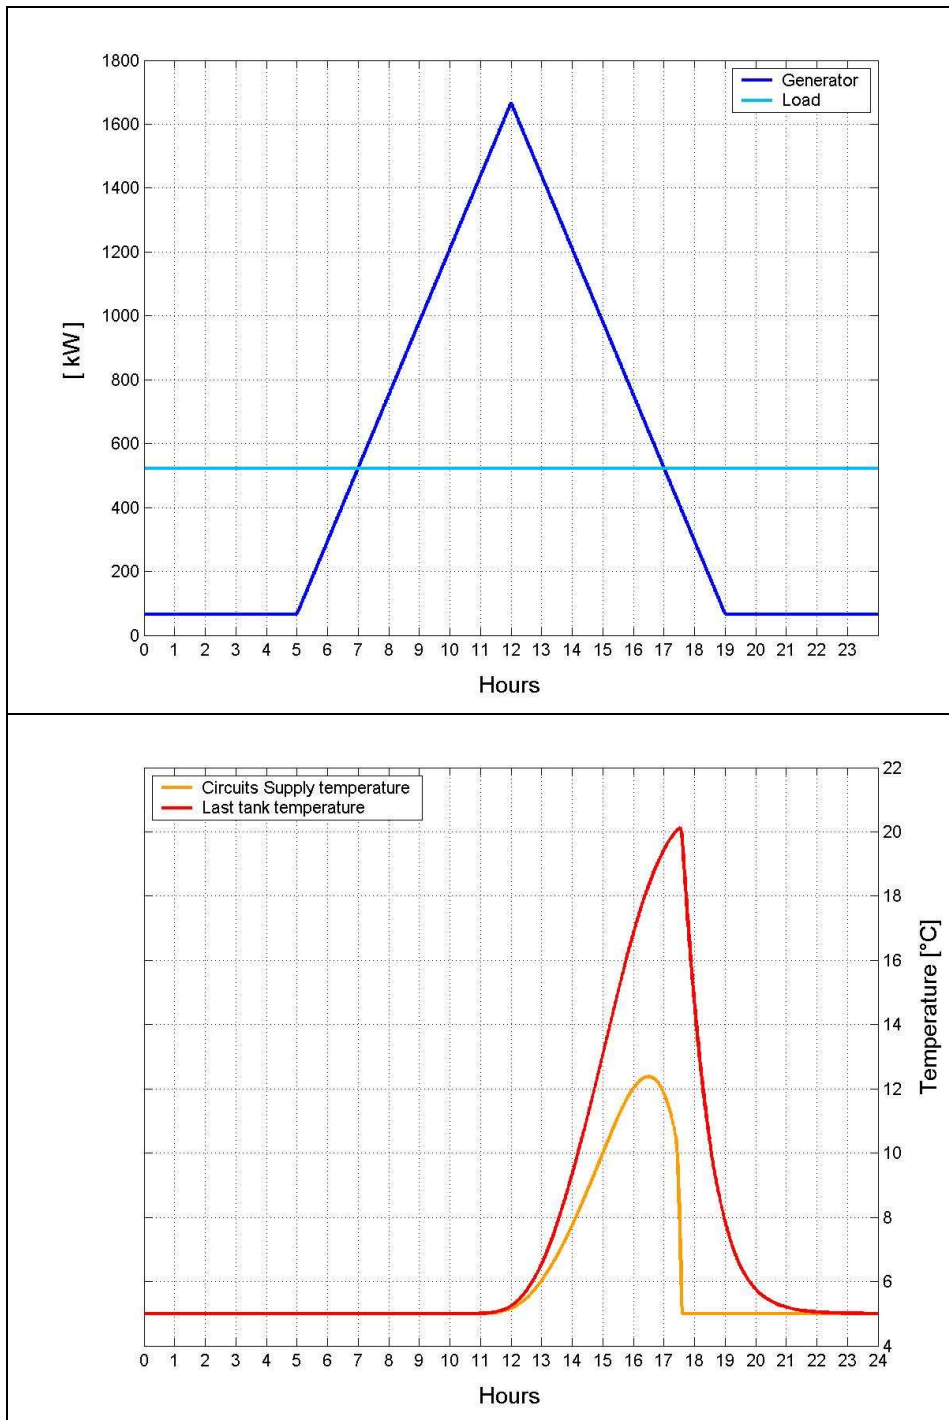 1800
1600
1400
1200
1000
800
600
400
200
0
[ kW ]
Generator
Load
0 1 2 3 4 5 6 7 8 9 10 11 12 13 14 15 16 17 18 19 20 21 22 23
Hours
Circuits Supply temperature
Last tank temperature
22
20
18
16
14
12
10
8
6
4
Temperature [°C]
0 1 2 3 4 5 6 7 8 9 10 11 12 13 14 15 16 17 18 19 20 21 22 23 24
Hours